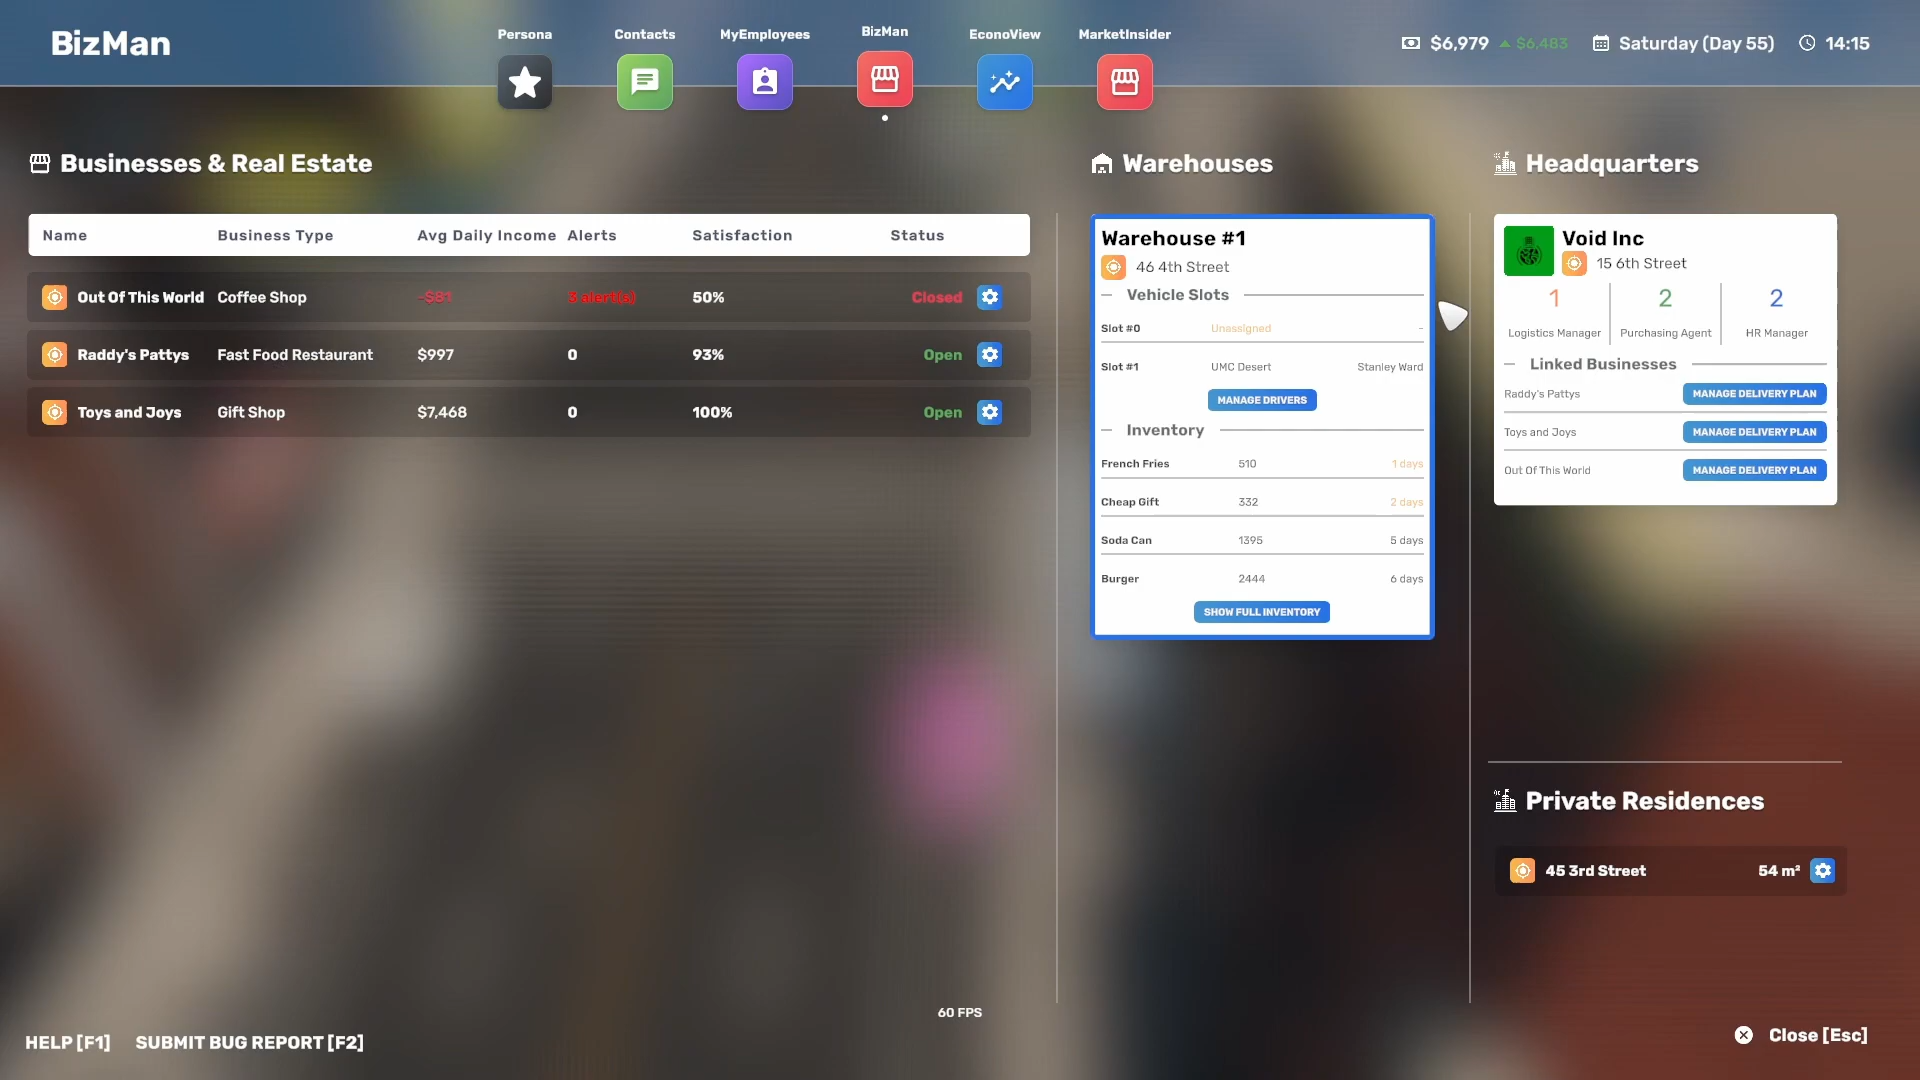 BizMan
Persona
Contacts
MyEmployees
BizMan
EconoView
MarketInsider
$6,979
$6,483
Saturday (Day 55)
14:15
Businesses & Real Estate
Name Business Type Avg Daily Income Alerts Satisfaction Status
Out Of This World Coffee Shop -$81 3 alert(s) 50% Closed
Raddy's Pattys Fast Food Restaurant $997 0 93% Open
Toys and Joys Gift Shop $7,468 0 100% Open
Warehouses
Warehouse #1
46 4th Street
Vehicle Slots
Slot #0 Unassigned -
Slot #1 UMC Desert Stanley Ward
MANAGE DRIVERS
Inventory
French Fries 510 1 days
Cheap Gift 332 2 days
Soda Can 1395 5 days
Burger 2444 6 days
SHOW FULL INVENTORY
Headquarters
Void Inc
15 6th Street
1 2 2
Logistics Manager Purchasing Agent HR Manager
Linked Businesses
Raddy's Pattys MANAGE DELIVERY PLAN
Toys and Joys MANAGE DELIVERY PLAN
Out Of This World MANAGE DELIVERY PLAN
Private Residences
45 3rd Street 54 m²
60 FPS
HELP [F1] SUBMIT BUG REPORT [F2]
Close [Esc]